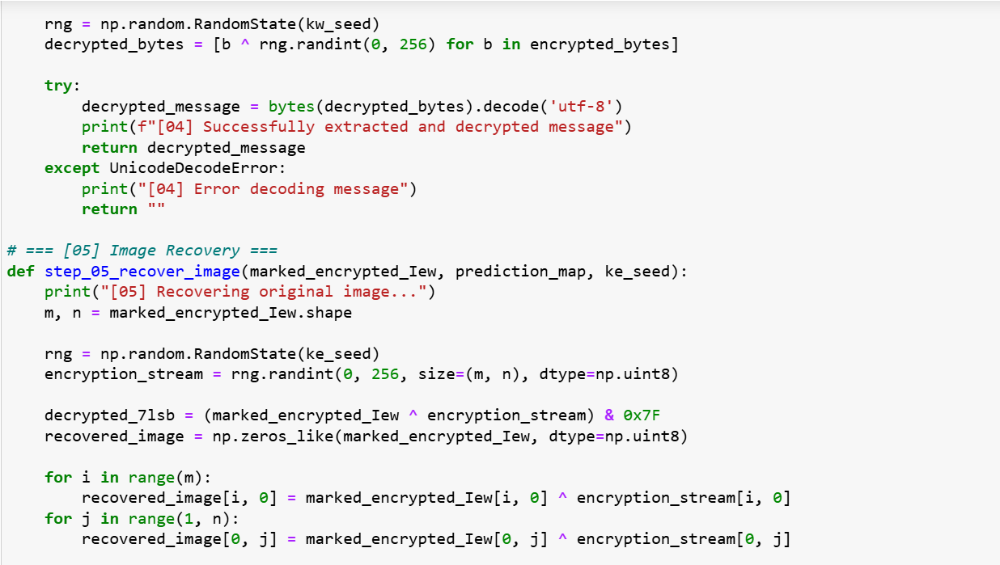 rng = np.random.RandomState(kw_seed)
    decrypted_bytes = [b ^ rng.randint(0, 256) for b in encrypted_bytes]

    try:
        decrypted_message = bytes(decrypted_bytes).decode('utf-8')
        print(f"[04] Successfully extracted and decrypted message")
        return decrypted_message
    except UnicodeDecodeError:
        print("[04] Error decoding message")
        return ""

# === [05] Image Recovery ===
def step_05_recover_image(marked_encrypted_Iew, prediction_map, ke_seed):
    print("[05] Recovering original image...")
    m, n = marked_encrypted_Iew.shape

    rng = np.random.RandomState(ke_seed)
    encryption_stream = rng.randint(0, 256, size=(m, n), dtype=np.uint8)

    decrypted_7lsb = (marked_encrypted_Iew ^ encryption_stream) & 0x7F
    recovered_image = np.zeros_like(marked_encrypted_Iew, dtype=np.uint8)

    for i in range(m):
        recovered_image[i, 0] = marked_encrypted_Iew[i, 0] ^ encryption_stream[i, 0]
    for j in range(1, n):
        recovered_image[0, j] = marked_encrypted_Iew[0, j] ^ encryption_stream[0, j]